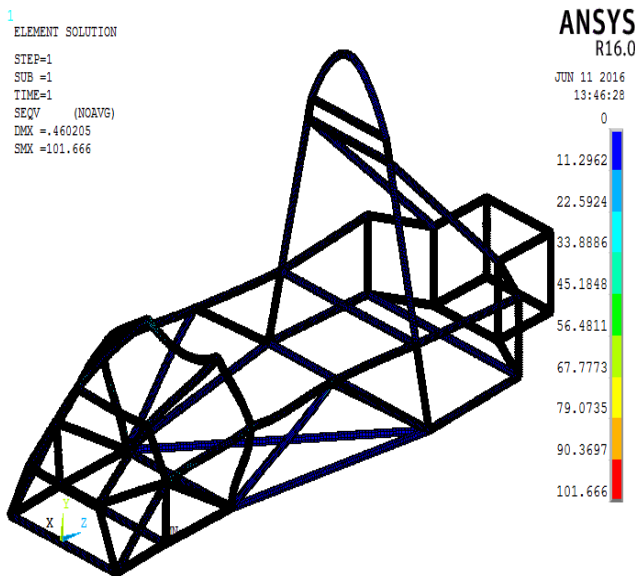 1
ELEMENT SOLUTION
STEP=1
SUB =1
TIME=1
SEQV (NOAVG)
DMX =.460205
SMX =101.666
ANSYS
R16.0
JUN 11 2016
13:46:28
0
11.2962
22.5924
33.8886
45.1848
56.4811
67.7773
79.0735
90.3697
101.666
Y
X Z